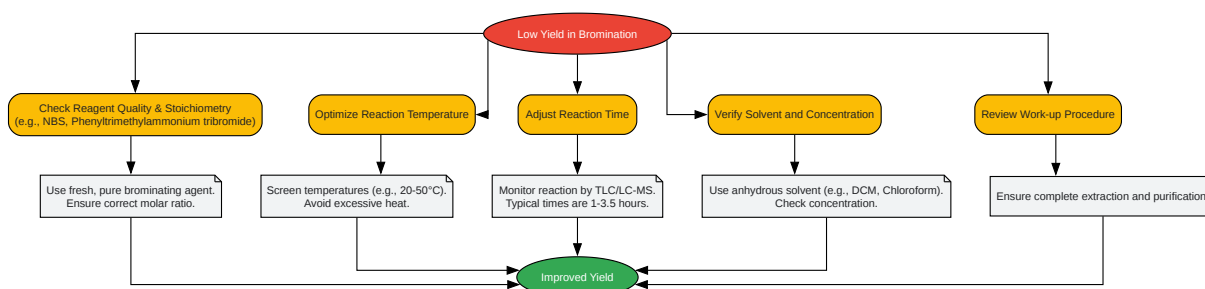 Low Yield in Bromination
Check Reagent Quality & Stoichiometry
(e.g., NBS, Phenyltrimethylammonium tribromide)
Optimize Reaction Temperature
Adjust Reaction Time
Verify Solvent and Concentration
Review Work-up Procedure
Use fresh, pure brominating agent.
Ensure correct molar ratio.
Screen temperatures (e.g., 20-50°C).
Avoid excessive heat.
Monitor reaction by TLC/LC-MS.
Typical times are 1-3.5 hours.
Use anhydrous solvent (e.g., DCM, Chloroform).
Check concentration.
Ensure complete extraction and purification
Improved Yield